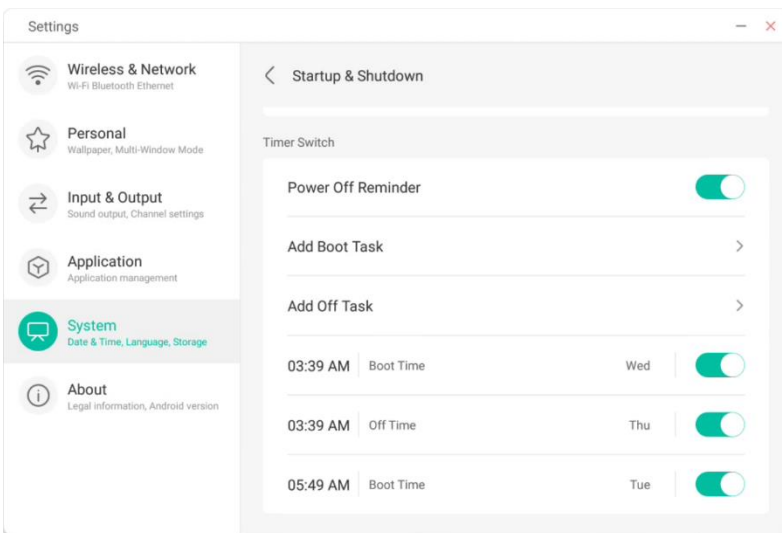 Settings
Wireless & Network
Wi-Fi Bluetooth Ethernet
Personal
Wallpaper, Multi-Window Mode
Input & Output
Sound output, Channel settings
Application
Application management
System
Date & Time, Language, Storage
About
Legal information, Android version
Startup & Shutdown
Timer Switch
Power Off Reminder
Add Boot Task
Add Off Task
03:39 AM Boot Time Wed
03:39 AM Off Time Thu
05:49 AM Boot Time Tue